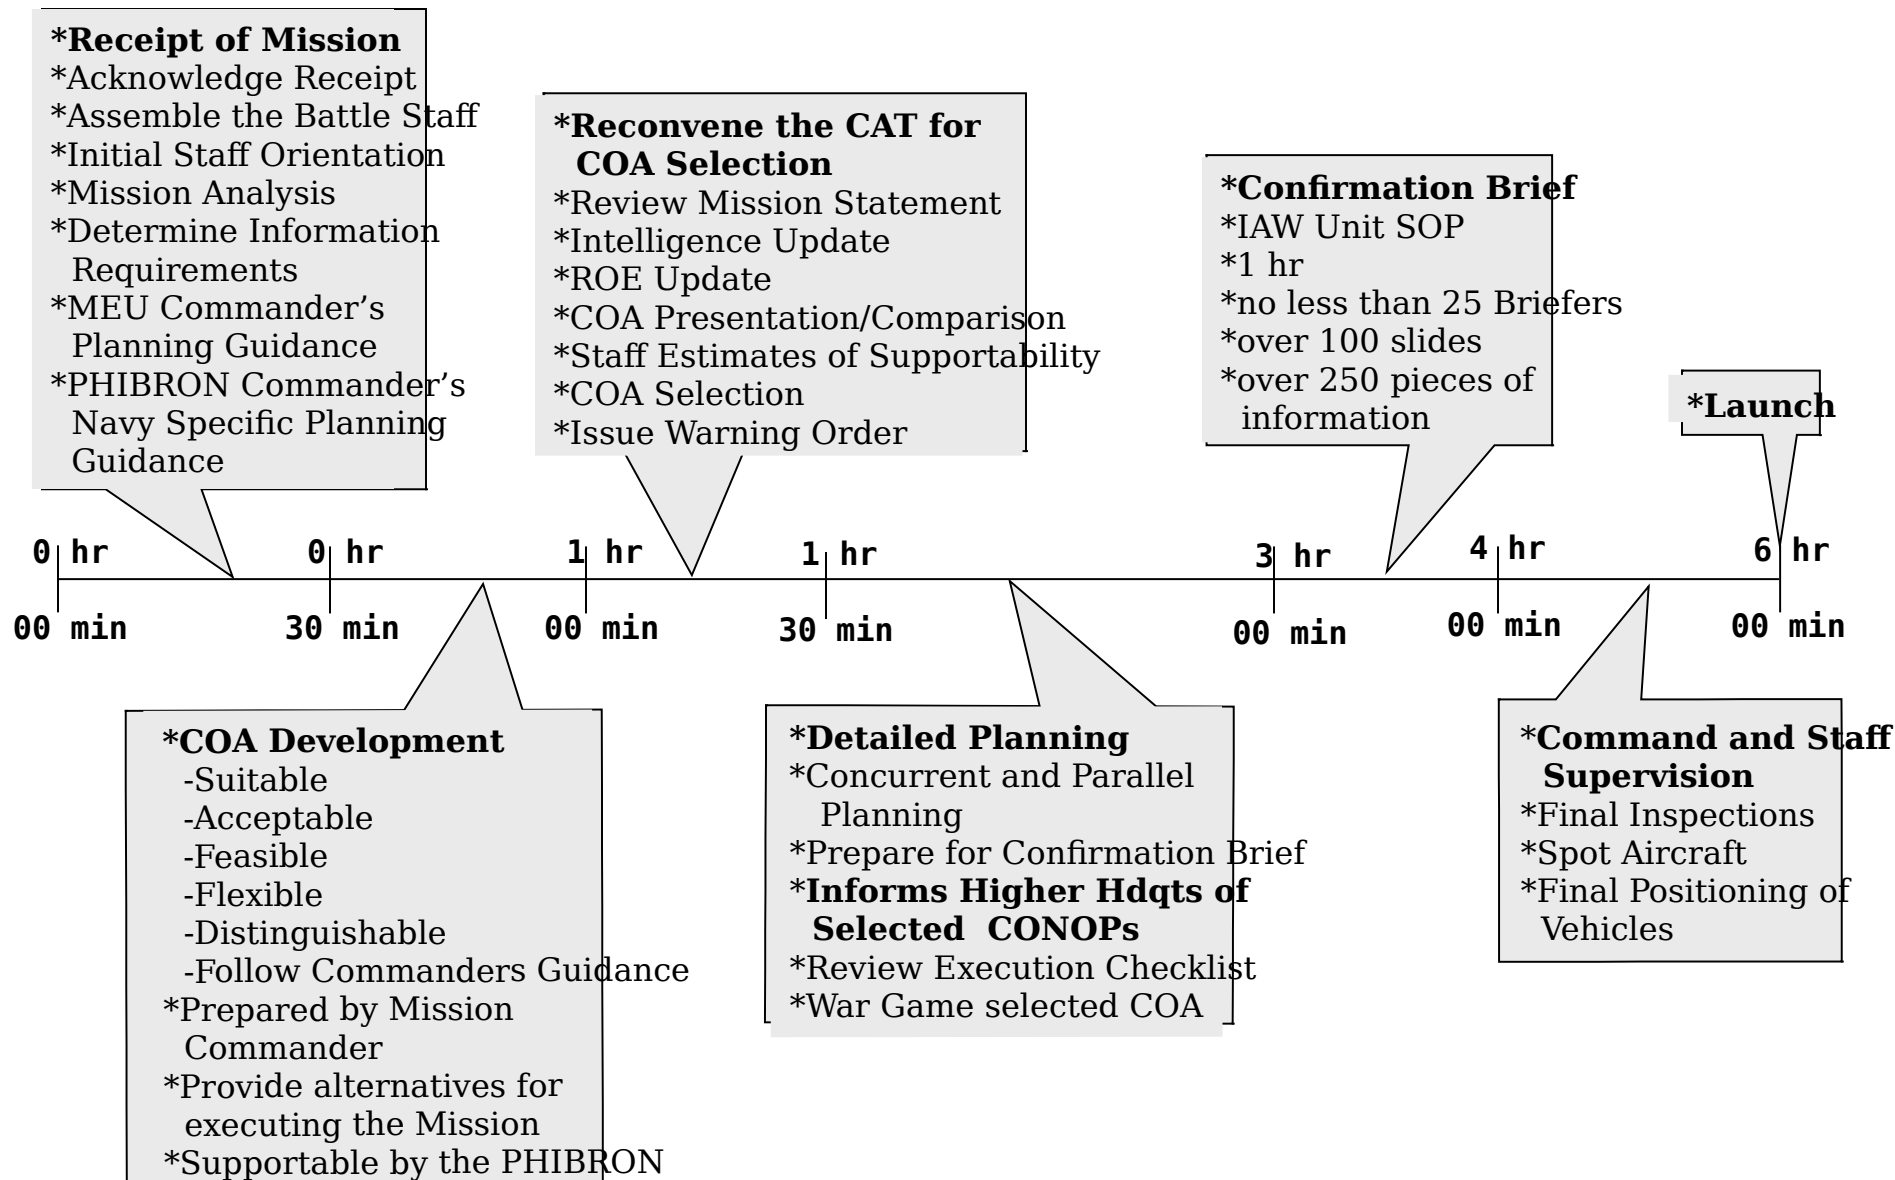 *Receipt of Mission
*Acknowledge Receipt
*Assemble the Battle Staff
*Initial Staff Orientation
*Mission Analysis
*Determine Information
Requirements
*MEU Commander’s
Planning Guidance
*PHIBRON Commander’s
Navy Specific Planning
Guidance
*Reconvene the CAT for
COA Selection
*Review Mission Statement
*Intelligence Update
*ROE Update
*COA Presentation/Comparison
*Staff Estimates of Supportability
*COA Selection
*Issue Warning Order
*Confirmation Brief
*IAW Unit SOP
*1 hr
*no less than 25 Briefers
*over 100 slides
*over 250 pieces of
information
*Launch
0 hr
00 min
0 hr
30 min
1 hr
00 min
1 hr
30 min
3 hr
00 min
4 hr
00 min
6 hr
00 min
*COA Development
-Suitable
-Acceptable
-Feasible
-Flexible
-Distinguishable
-Follow Commanders Guidance
*Prepared by Mission
Commander
*Provide alternatives for
executing the Mission
*Supportable by the PHIBRON
*Detailed Planning
*Concurrent and Parallel
Planning
*Prepare for Confirmation Brief
*Informs Higher Hdqts of
Selected  CONOPs
*Review Execution Checklist
*War Game selected COA
*Command and Staff
Supervision
*Final Inspections
*Spot Aircraft
*Final Positioning of
Vehicles